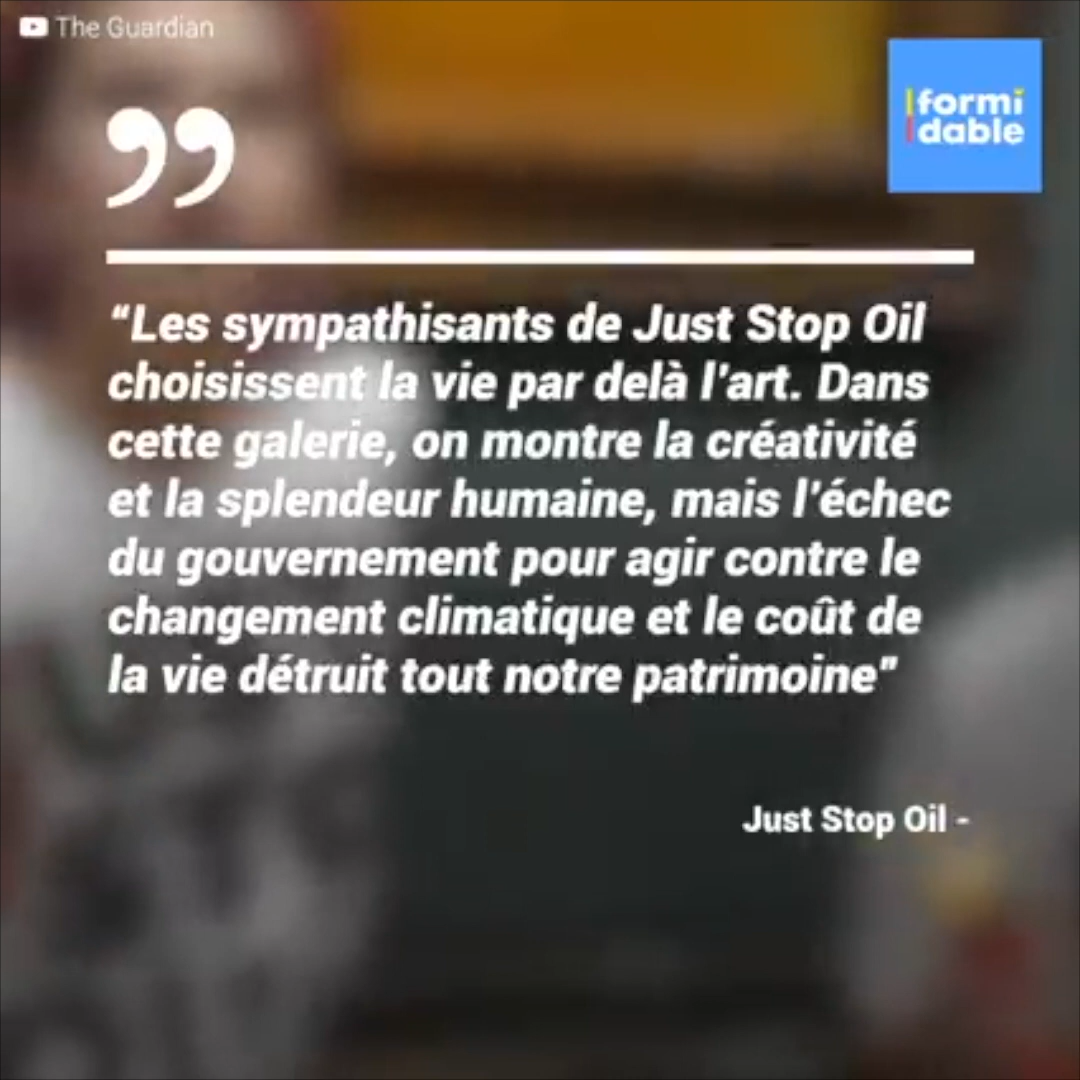 The Guardian
formi
dable
”
“Les sympathisants de Just Stop Oil
choisissent la vie par delà l'art. Dans
cette galerie, on montre la créativité
et la splendeur humaine, mais l'échec
du gouvernement pour agir contre le
changement climatique et le coût de
la vie détruit tout notre patrimoine"
Just Stop Oil -